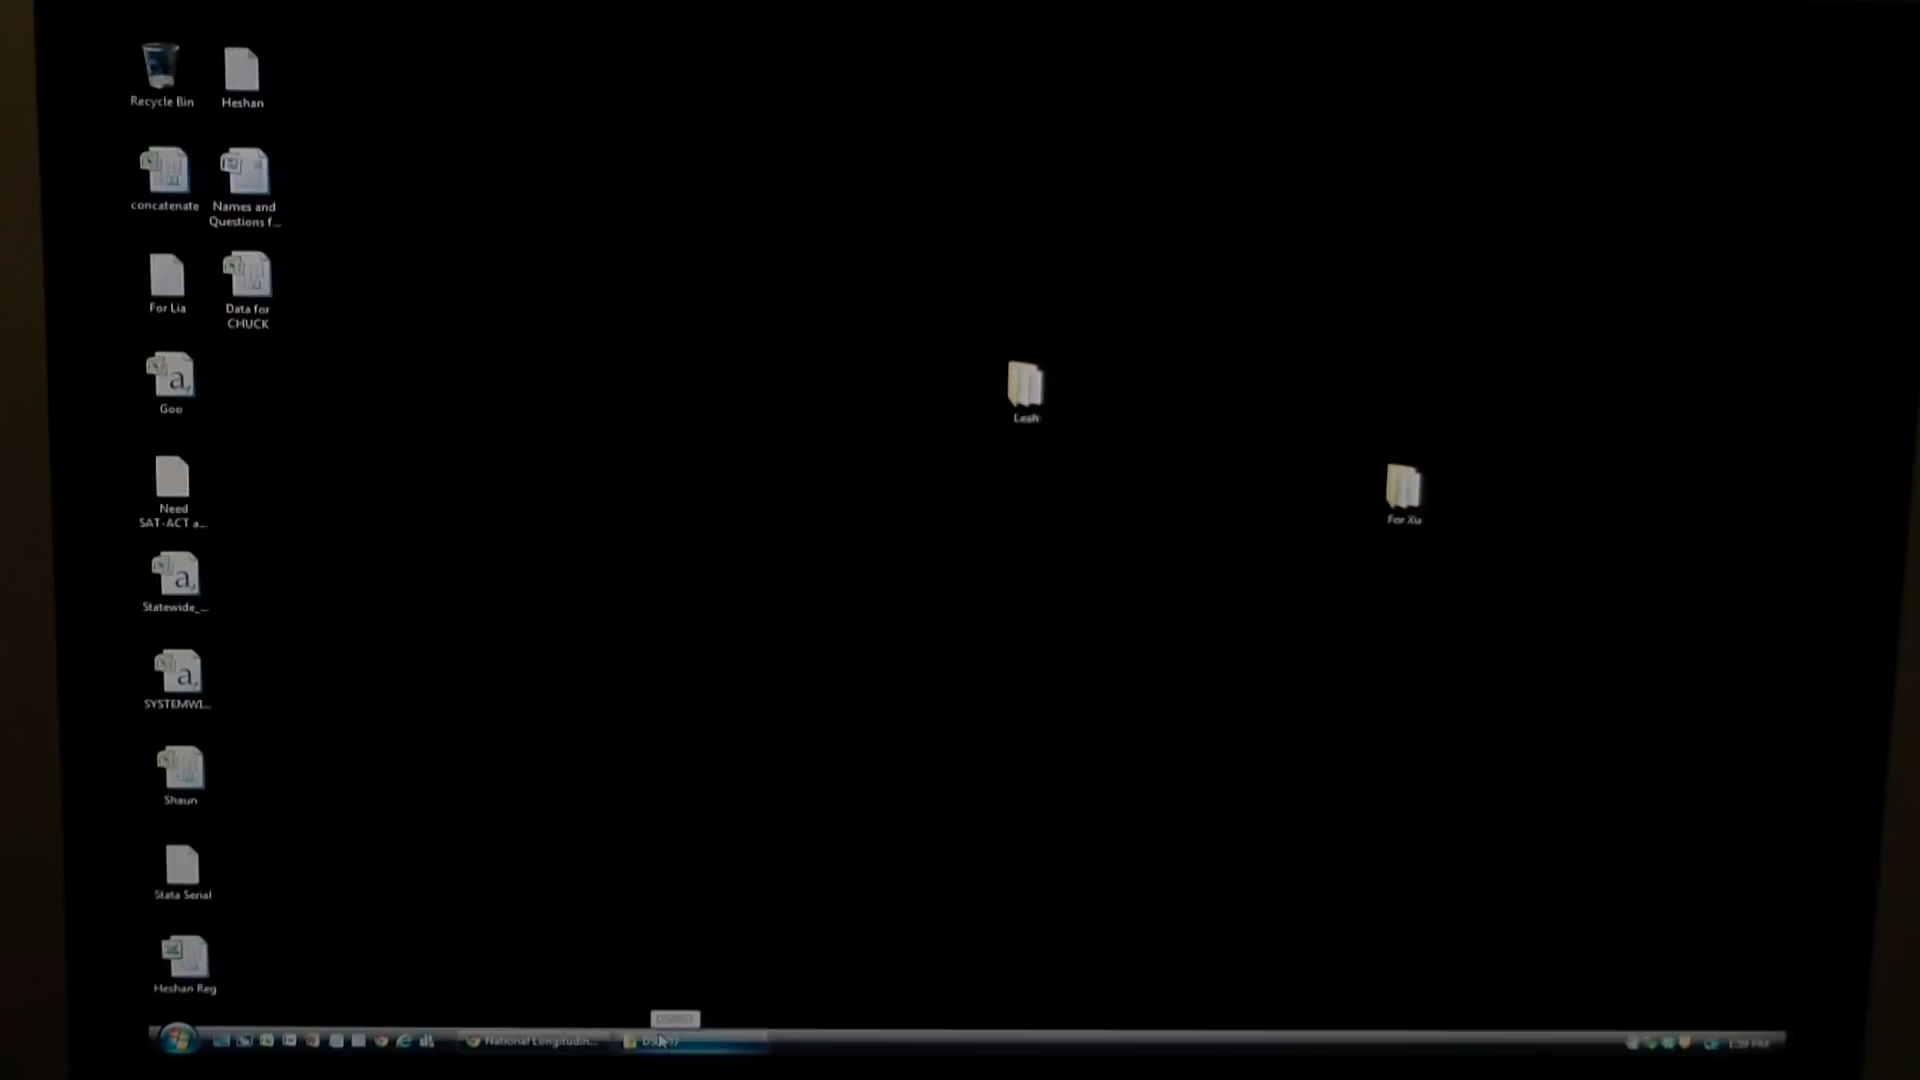 Recycle Bin
Heshan
concatenate
Names and
Questions f...
For Lia
Data for
CHUCK
Goo
Leah
Need
SAT-ACT a...
For Xu
Statewide_...
SYSTEMWI...
Shaun
Stata Serial
Heshan Reg
National Longitudin...